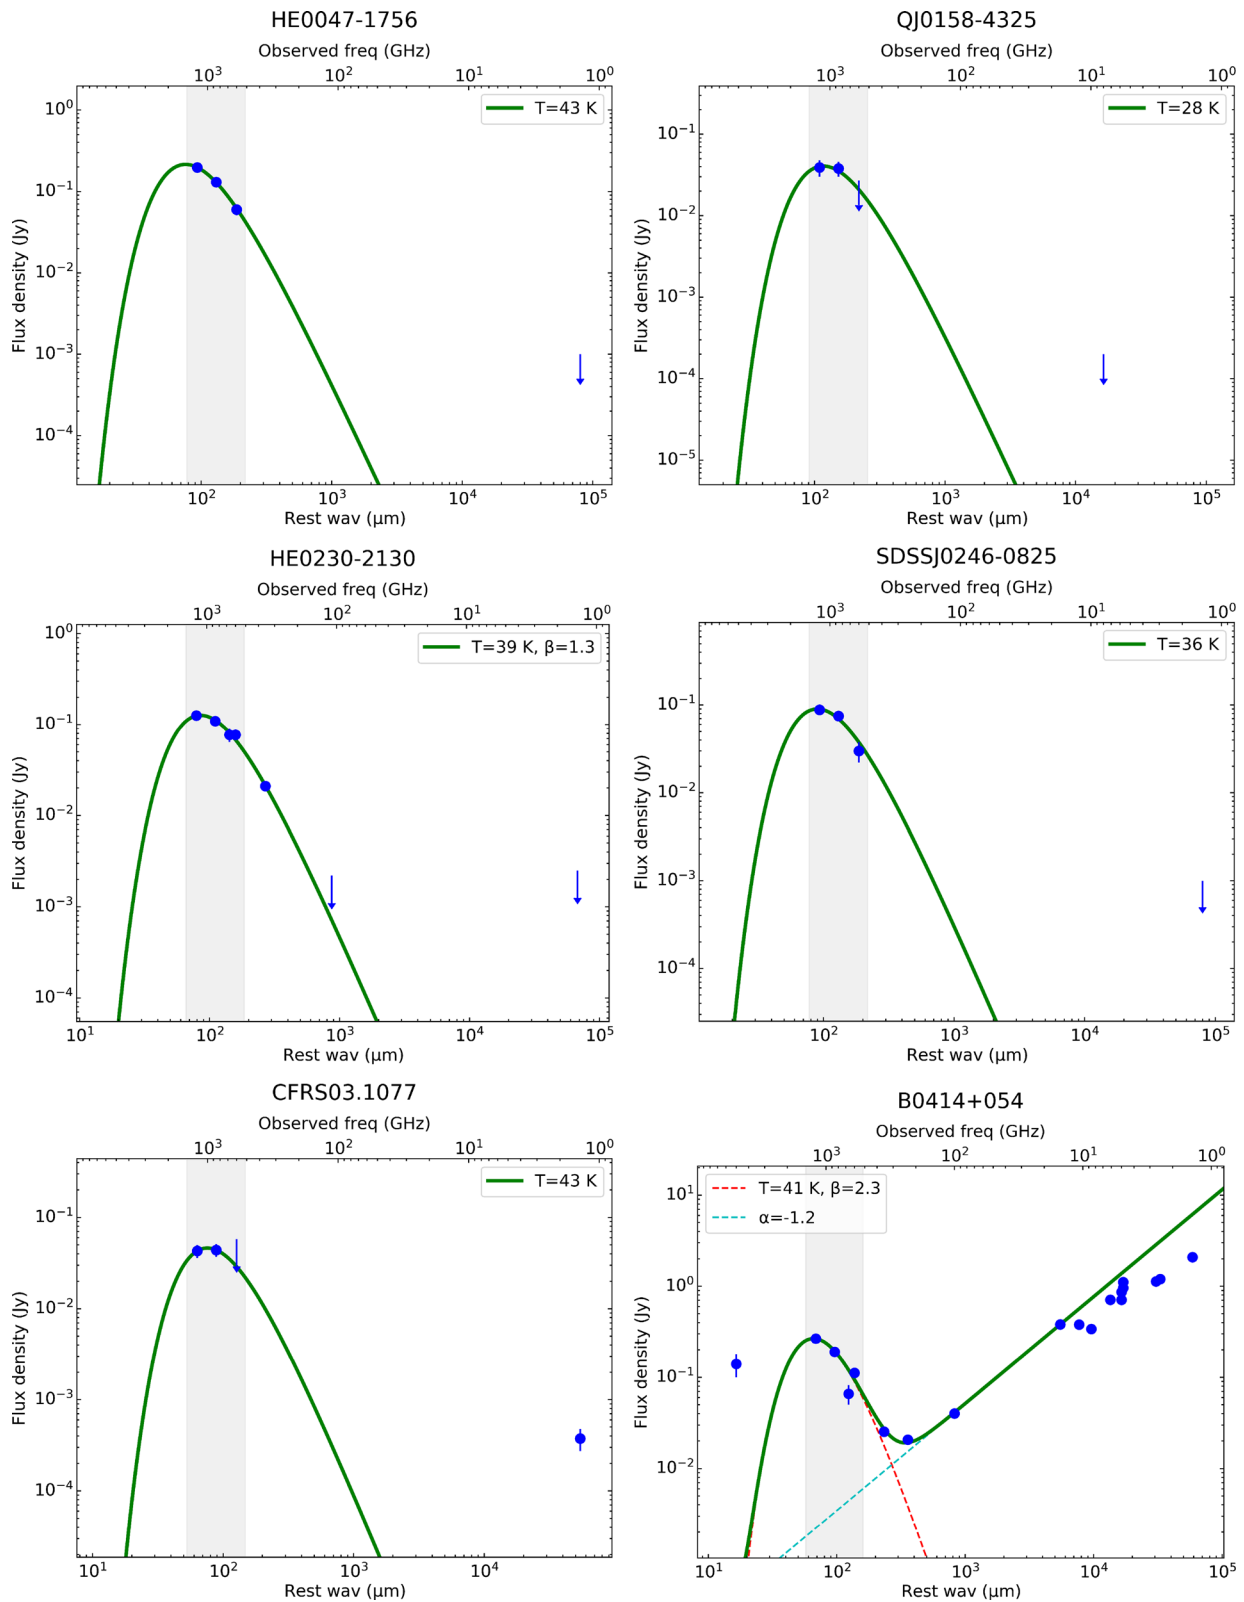 HE0047-1756
Observed freq (GHz)
10³ 10² 10¹ 10⁰
T=43 K
Flux density (Jy)
10⁰
10⁻¹
10⁻²
10⁻³
10⁻⁴
10² 10³ 10⁴ 10⁵
Rest wav (μm)
QJ0158-4325
Observed freq (GHz)
10³ 10² 10¹ 10⁰
T=28 K
Flux density (Jy)
10⁻¹
10⁻²
10⁻³
10⁻⁴
10⁻⁵
10² 10³ 10⁴ 10⁵
Rest wav (μm)
HE0230-2130
Observed freq (GHz)
10³ 10² 10¹ 10⁰
T=39 K, β=1.3
Flux density (Jy)
10⁰
10⁻¹
10⁻²
10⁻³
10⁻⁴
10¹ 10² 10³ 10⁴ 10⁵
Rest wav (μm)
SDSSJ0246-0825
Observed freq (GHz)
10³ 10² 10¹ 10⁰
T=36 K
Flux density (Jy)
10⁻¹
10⁻²
10⁻³
10⁻⁴
10² 10³ 10⁴ 10⁵
Rest wav (μm)
CFRS03.1077
Observed freq (GHz)
10³ 10² 10¹ 10⁰
T=43 K
Flux density (Jy)
10⁻¹
10⁻²
10⁻³
10⁻⁴
10¹ 10² 10³ 10⁴
Rest wav (μm)
B0414+054
Observed freq (GHz)
10³ 10² 10¹ 10⁰
T=41 K, β=2.3
α=-1.2
Flux density (Jy)
10¹
10⁰
10⁻¹
10⁻²
10¹ 10² 10³ 10⁴ 10⁵
Rest wav (μm)